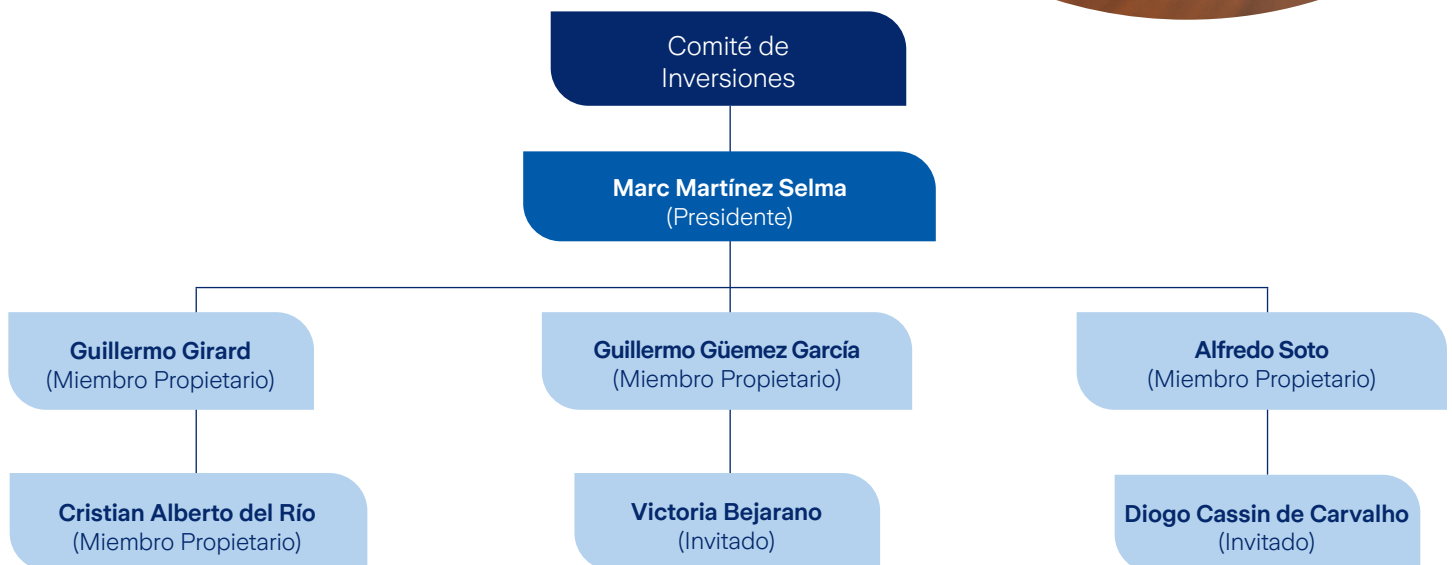 Comité de
Inversiones
Marc Martínez Selma
(Presidente)
Guillermo Girard
(Miembro Propietario)
Guillermo Güemez García
(Miembro Propietario)
Alfredo Soto
(Miembro Propietario)
Cristian Alberto del Río
(Miembro Propietario)
Victoria Bejarano
(Invitado)
Diogo Cassin de Carvalho
(Invitado)